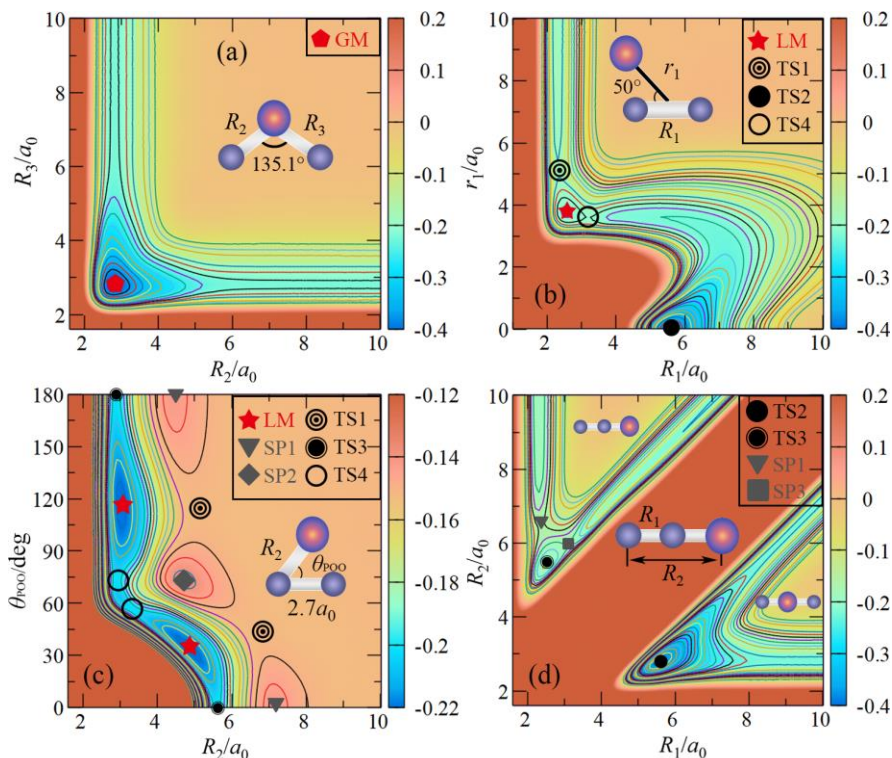 (a)
GM
R₂
R₃
135.1°
R₃/a₀
10
9
8
7
6
5
4
3
2
2 4 6 8 10
R₂/a₀
0.2
0.1
0
-0.1
-0.2
-0.3
-0.4
(b)
LM
TS1
TS2
TS4
r₁
50°
R₁
r₁/a₀
10
8
6
4
2
0
2 4 6 8 10
R₁/a₀
0.2
0.1
0
-0.1
-0.2
-0.3
-0.4
(c)
LM TS1
SP1 TS3
SP2 TS4
R₂
θPOO
2.7a₀
θPOO/deg
180
150
120
90
60
30
0
2 4 6 8 10
R₂/a₀
-0.12
-0.14
-0.16
-0.18
-0.2
-0.22
(d)
TS2
TS3
SP1
SP3
R₁
R₂
R₂/a₀
10
8
6
4
2
2 4 6 8 10
R₁/a₀
0.2
0.1
0
-0.1
-0.2
-0.3
-0.4